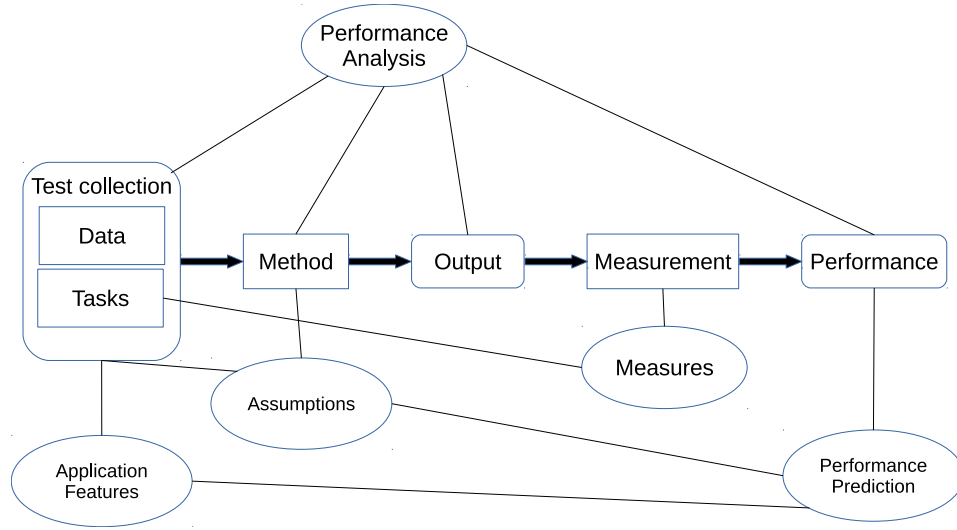 Performance
Analysis
Test collection
Data
Tasks
Method
Output
Measurement
Performance
Measures
Assumptions
Application
Features
Performance
Prediction